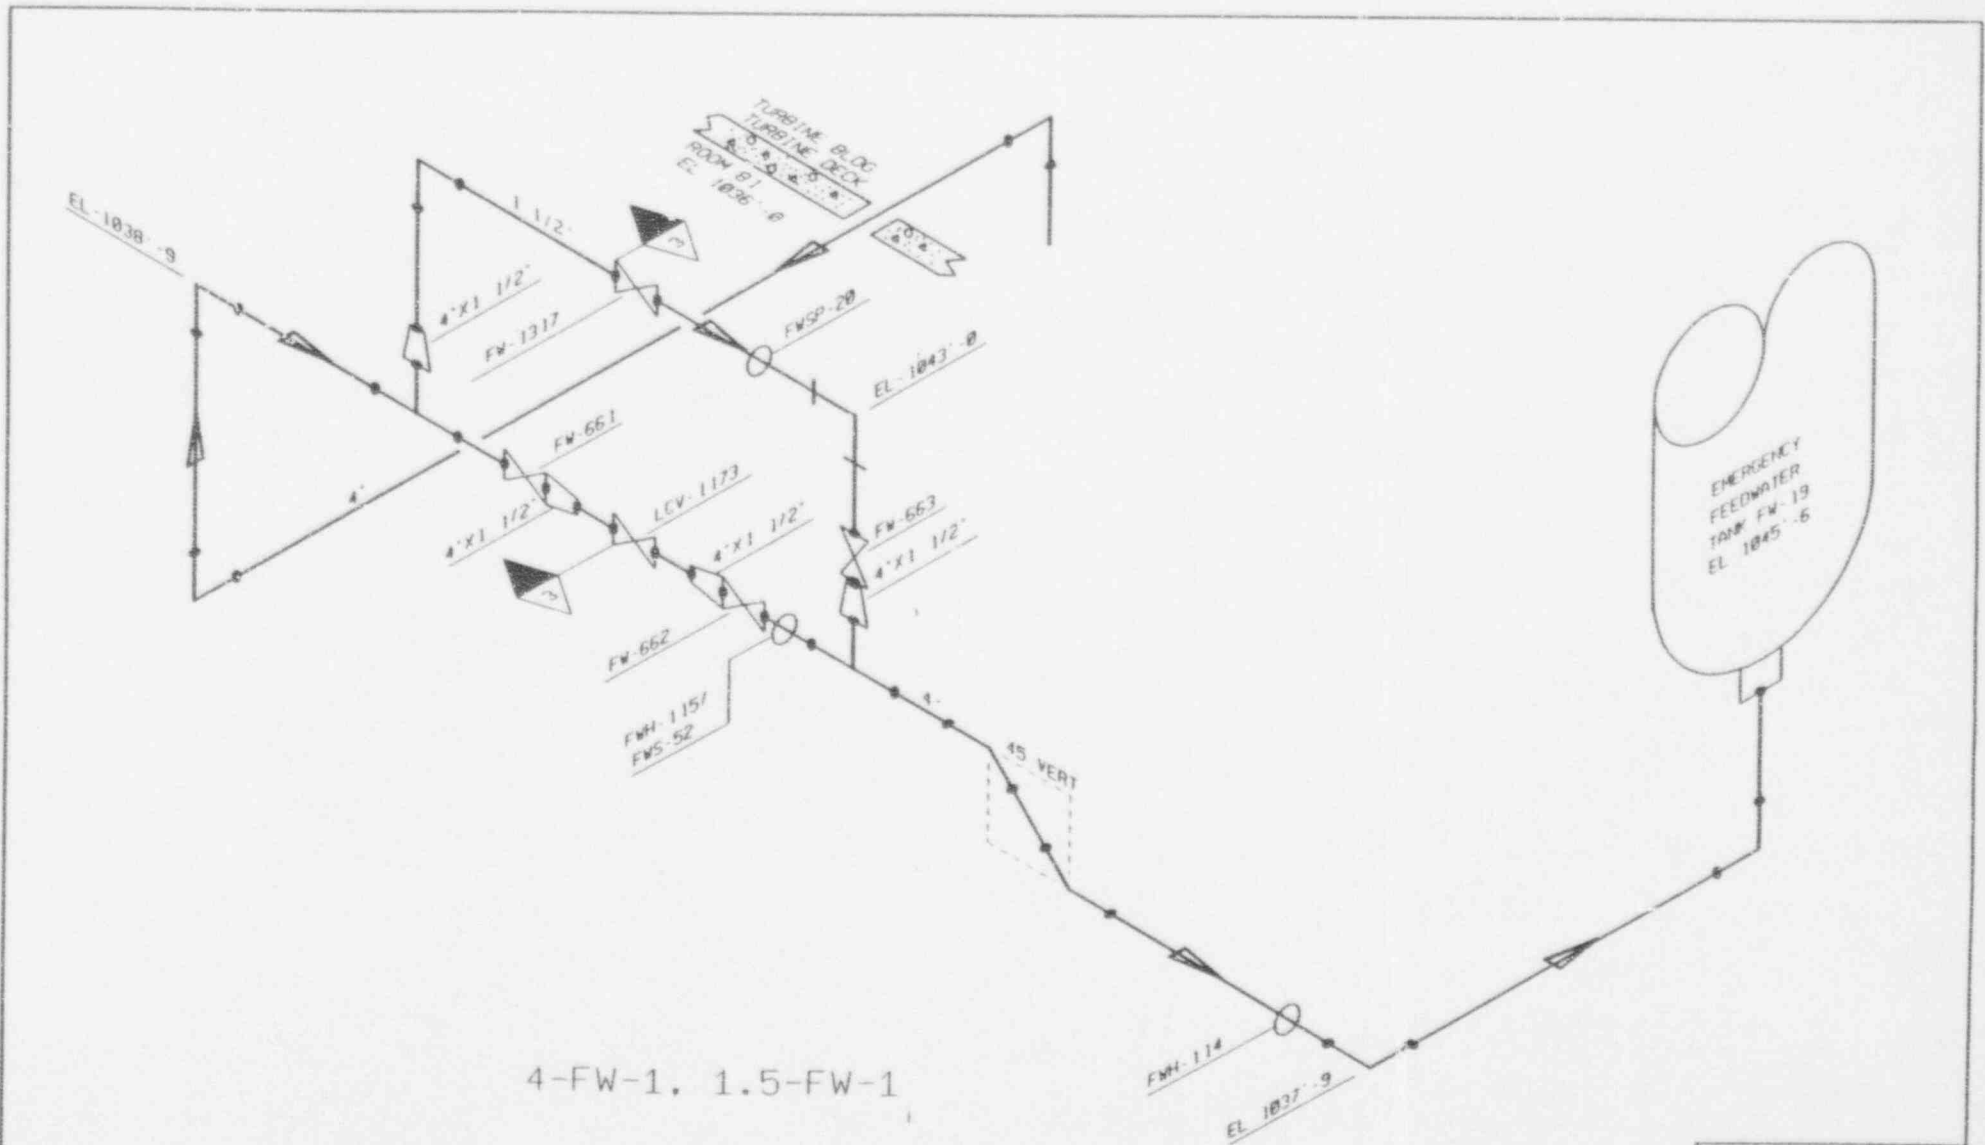 TURBINE BLDG
TURBINE DECK
ROOM 81
EL 1036'-0
EL-1038'-9
1 1/2"
3
4"X1 1/2"
FW-1317
FWSP-20
EL-1043'-0
FW-661
4"
LCV-1173
4"X1 1/2"
4"X1 1/2"
FW-663
4"X1 1/2"
3
FW-662
FWH-115/
FWS-52
45 VERT
EMERGENCY
FEEDWATER
TANK FW-19
EL 1045'-6
FWH-114
EL 1037'-9
4-FW-1. 1.5-FW-1